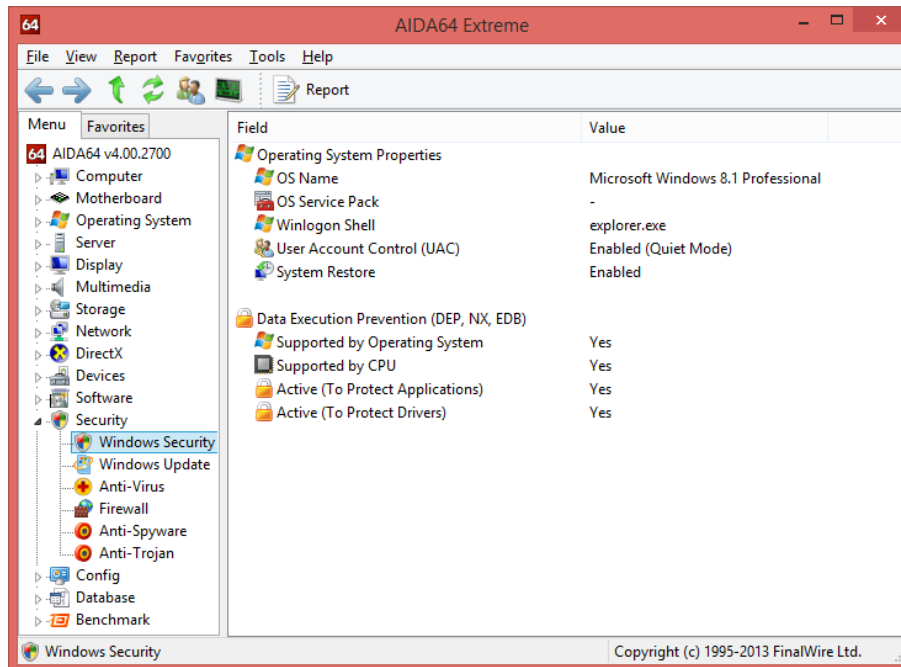 64 AIDA64 Extreme
File View Report Favorites Tools Help
Report
Menu Favorites
Field Value
64 AIDA64 v4.00.2700
Computer
Motherboard
Operating System
Server
Display
Multimedia
Storage
Network
DirectX
Devices
Software
Security
Windows Security
Windows Update
Anti-Virus
Firewall
Anti-Spyware
Anti-Trojan
Config
Database
Benchmark
Operating System Properties
OS Name Microsoft Windows 8.1 Professional
OS Service Pack -
Winlogon Shell explorer.exe
User Account Control (UAC) Enabled (Quiet Mode)
System Restore Enabled
Data Execution Prevention (DEP, NX, EDB)
Supported by Operating System Yes
Supported by CPU Yes
Active (To Protect Applications) Yes
Active (To Protect Drivers) Yes
Windows Security Copyright (c) 1995-2013 FinalWire Ltd.